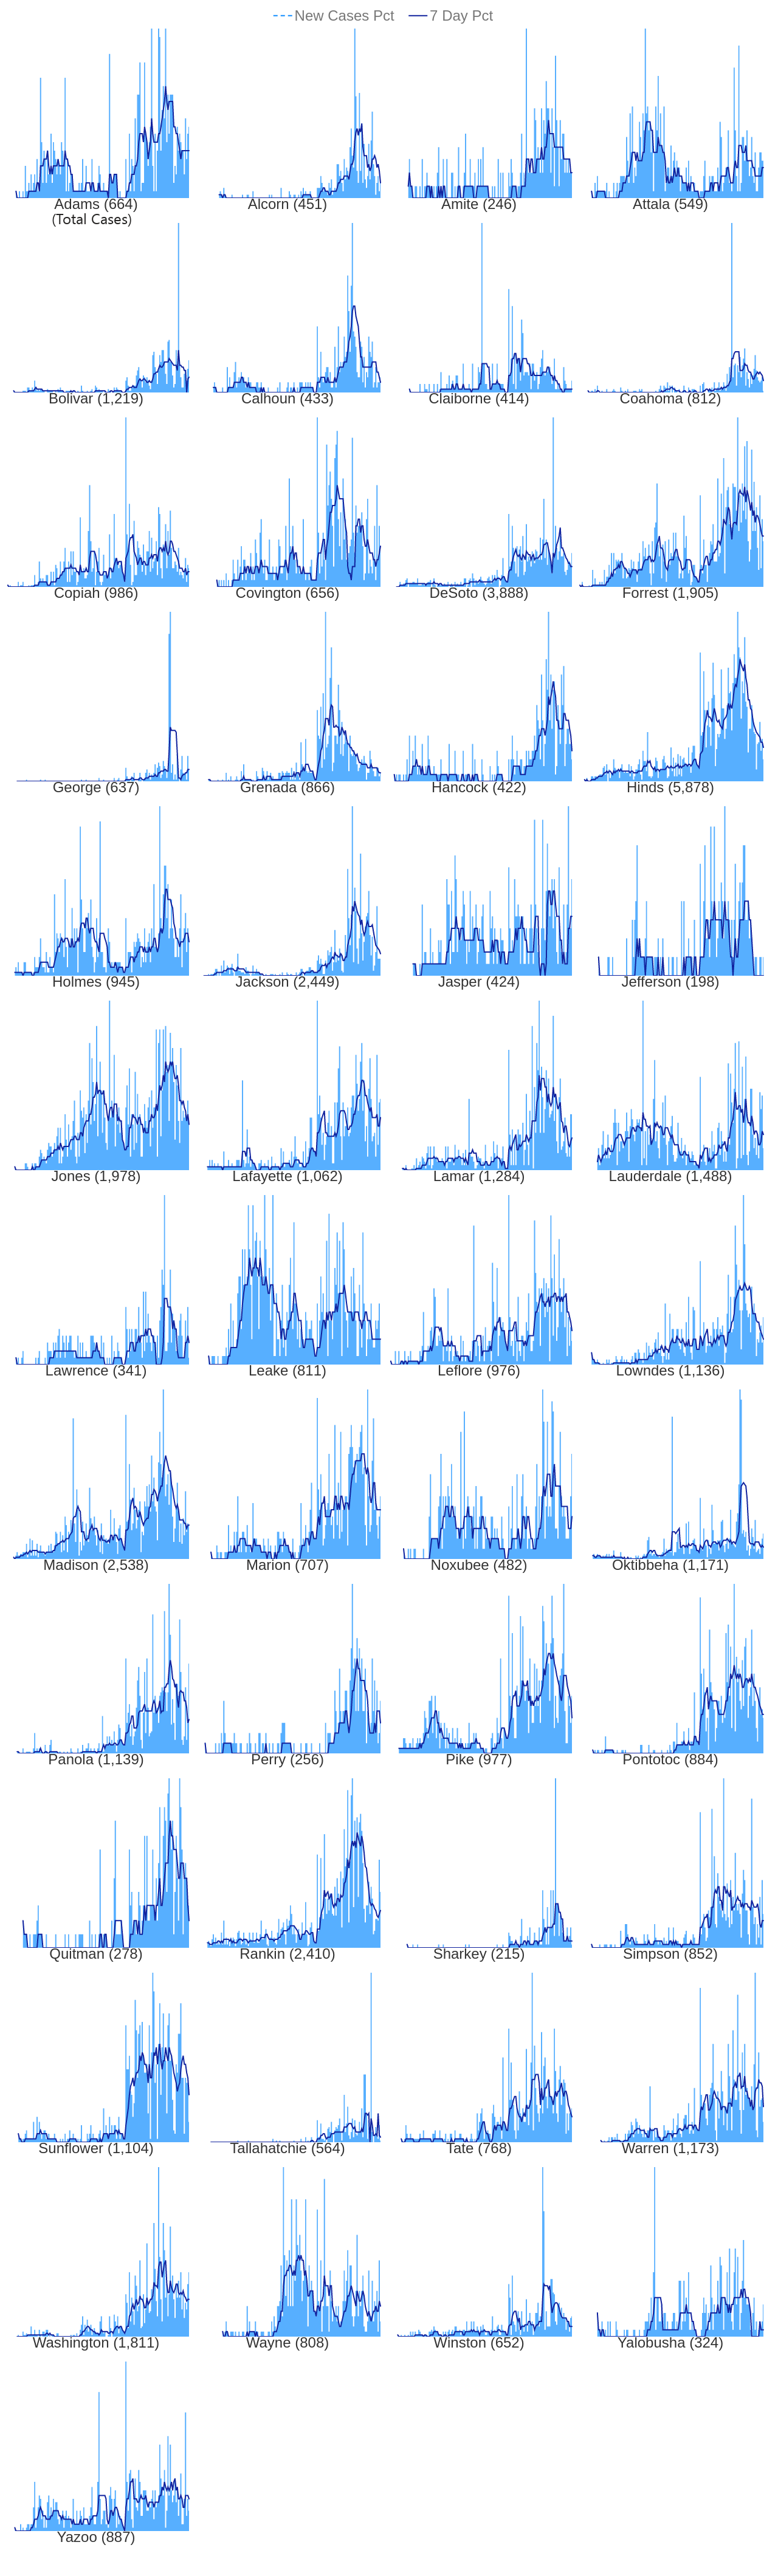 New Cases Pct 7 Day Pct
Adams (664) Alcorn (451) Amite (246) Attala (549)
(Total Cases)
Bolivar (1,219) Calhoun (433) Claiborne (414) Coahoma (812)
Copiah (986) Covington (656) DeSoto (3,888) Forrest (1,905)
George (637) Grenada (866) Hancock (422) Hinds (5,878)
Holmes (945) Jackson (2,449) Jasper (424) Jefferson (198)
Jones (1,978) Lafayette (1,062) Lamar (1,284) Lauderdale (1,488)
Lawrence (341) Leake (811) Leflore (976) Lowndes (1,136)
Madison (2,538) Marion (707) Noxubee (482) Oktibbeha (1,171)
Panola (1,139) Perry (256) Pike (977) Pontotoc (884)
Quitman (278) Rankin (2,410) Sharkey (215) Simpson (852)
Sunflower (1,104) Tallahatchie (564) Tate (768) Warren (1,173)
Washington (1,811) Wayne (808) Winston (652) Yalobusha (324)
Yazoo (887)